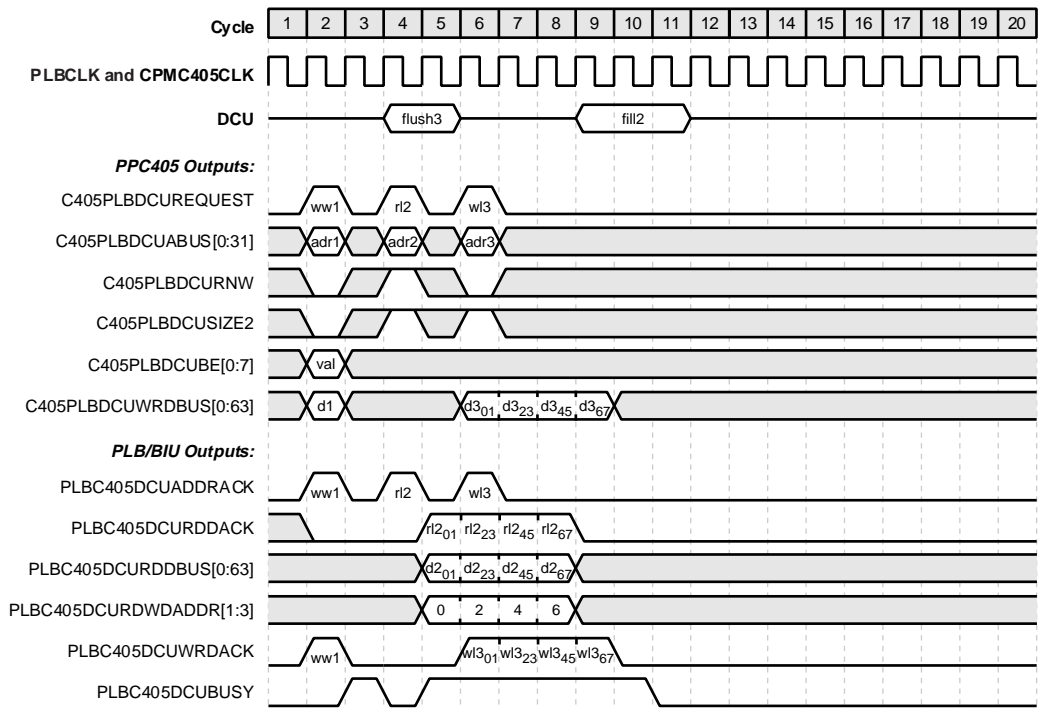 Cycle 1 2 3 4 5 6 7 8 9 10 11 12 13 14 15 16 17 18 19 20
PLBCLK and CPMC405CLK
DCU flush3 fill2
PPC405 Outputs:
C405PLBDCUREQUEST ww1 rl2 wl3
C405PLBDCUABUS[0:31] adr1 adr2 adr3
C405PLBDCURNW
C405PLBDCUSIZE2
C405PLBDCUBE[0:7] val
C405PLBDCUWRDBUS[0:63] d1 d301 d323 d345 d367
PLB/BIU Outputs:
PLBC405DCUADDRACK ww1 rl2 wl3
PLBC405DCURDDACK rl201 rl223 rl245 rl267
PLBC405DCURDDBUS[0:63] d201 d223 d245 d267
PLBC405DCURDWDADDR[1:3] 0 2 4 6
PLBC405DCUWRDACK ww1 wl301 wl323 wl345 wl367
PLBC405DCUBUSY